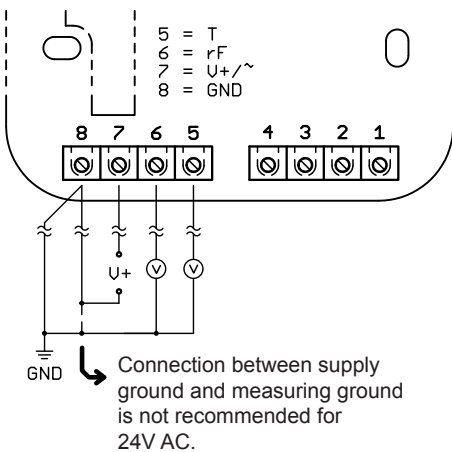 5 = T
6 = rF
7 = V+/~
8 = GND
8 7 6 5 4 3 2 1
V+ V V
GND
Connection between supply
ground and measuring ground
is not recommended for
24V AC.